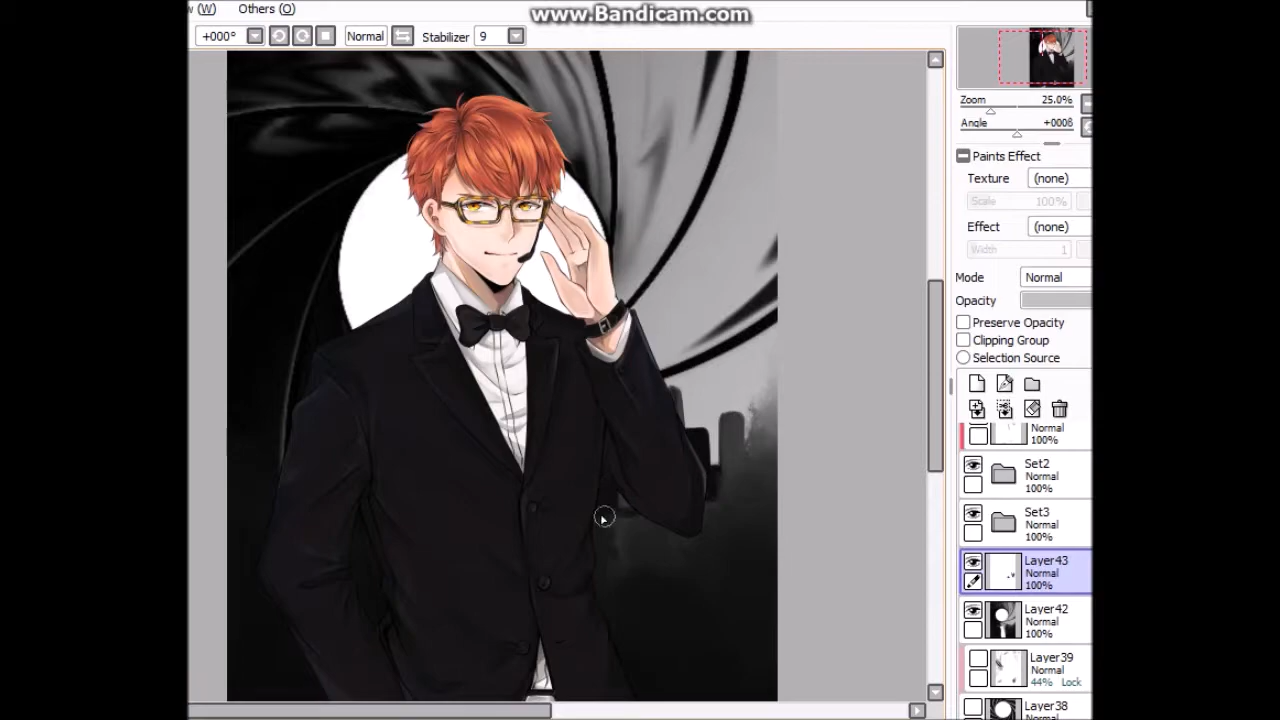 www.Bandicam.com
(W) Others (O)
+000° Normal Stabilizer 9
Zoom 25.0%
Angle +0008
Paints Effect
Texture (none)
Scale 100%
Effect (none)
Width 1
Mode Normal
Opacity
Preserve Opacity
Clipping Group
Selection Source
Normal
100%
Set2
Normal
100%
Set3
Normal
100%
Layer43
Normal
100%
Layer42
Normal
100%
Layer39
Normal
44% Lock
Layer38
Normal